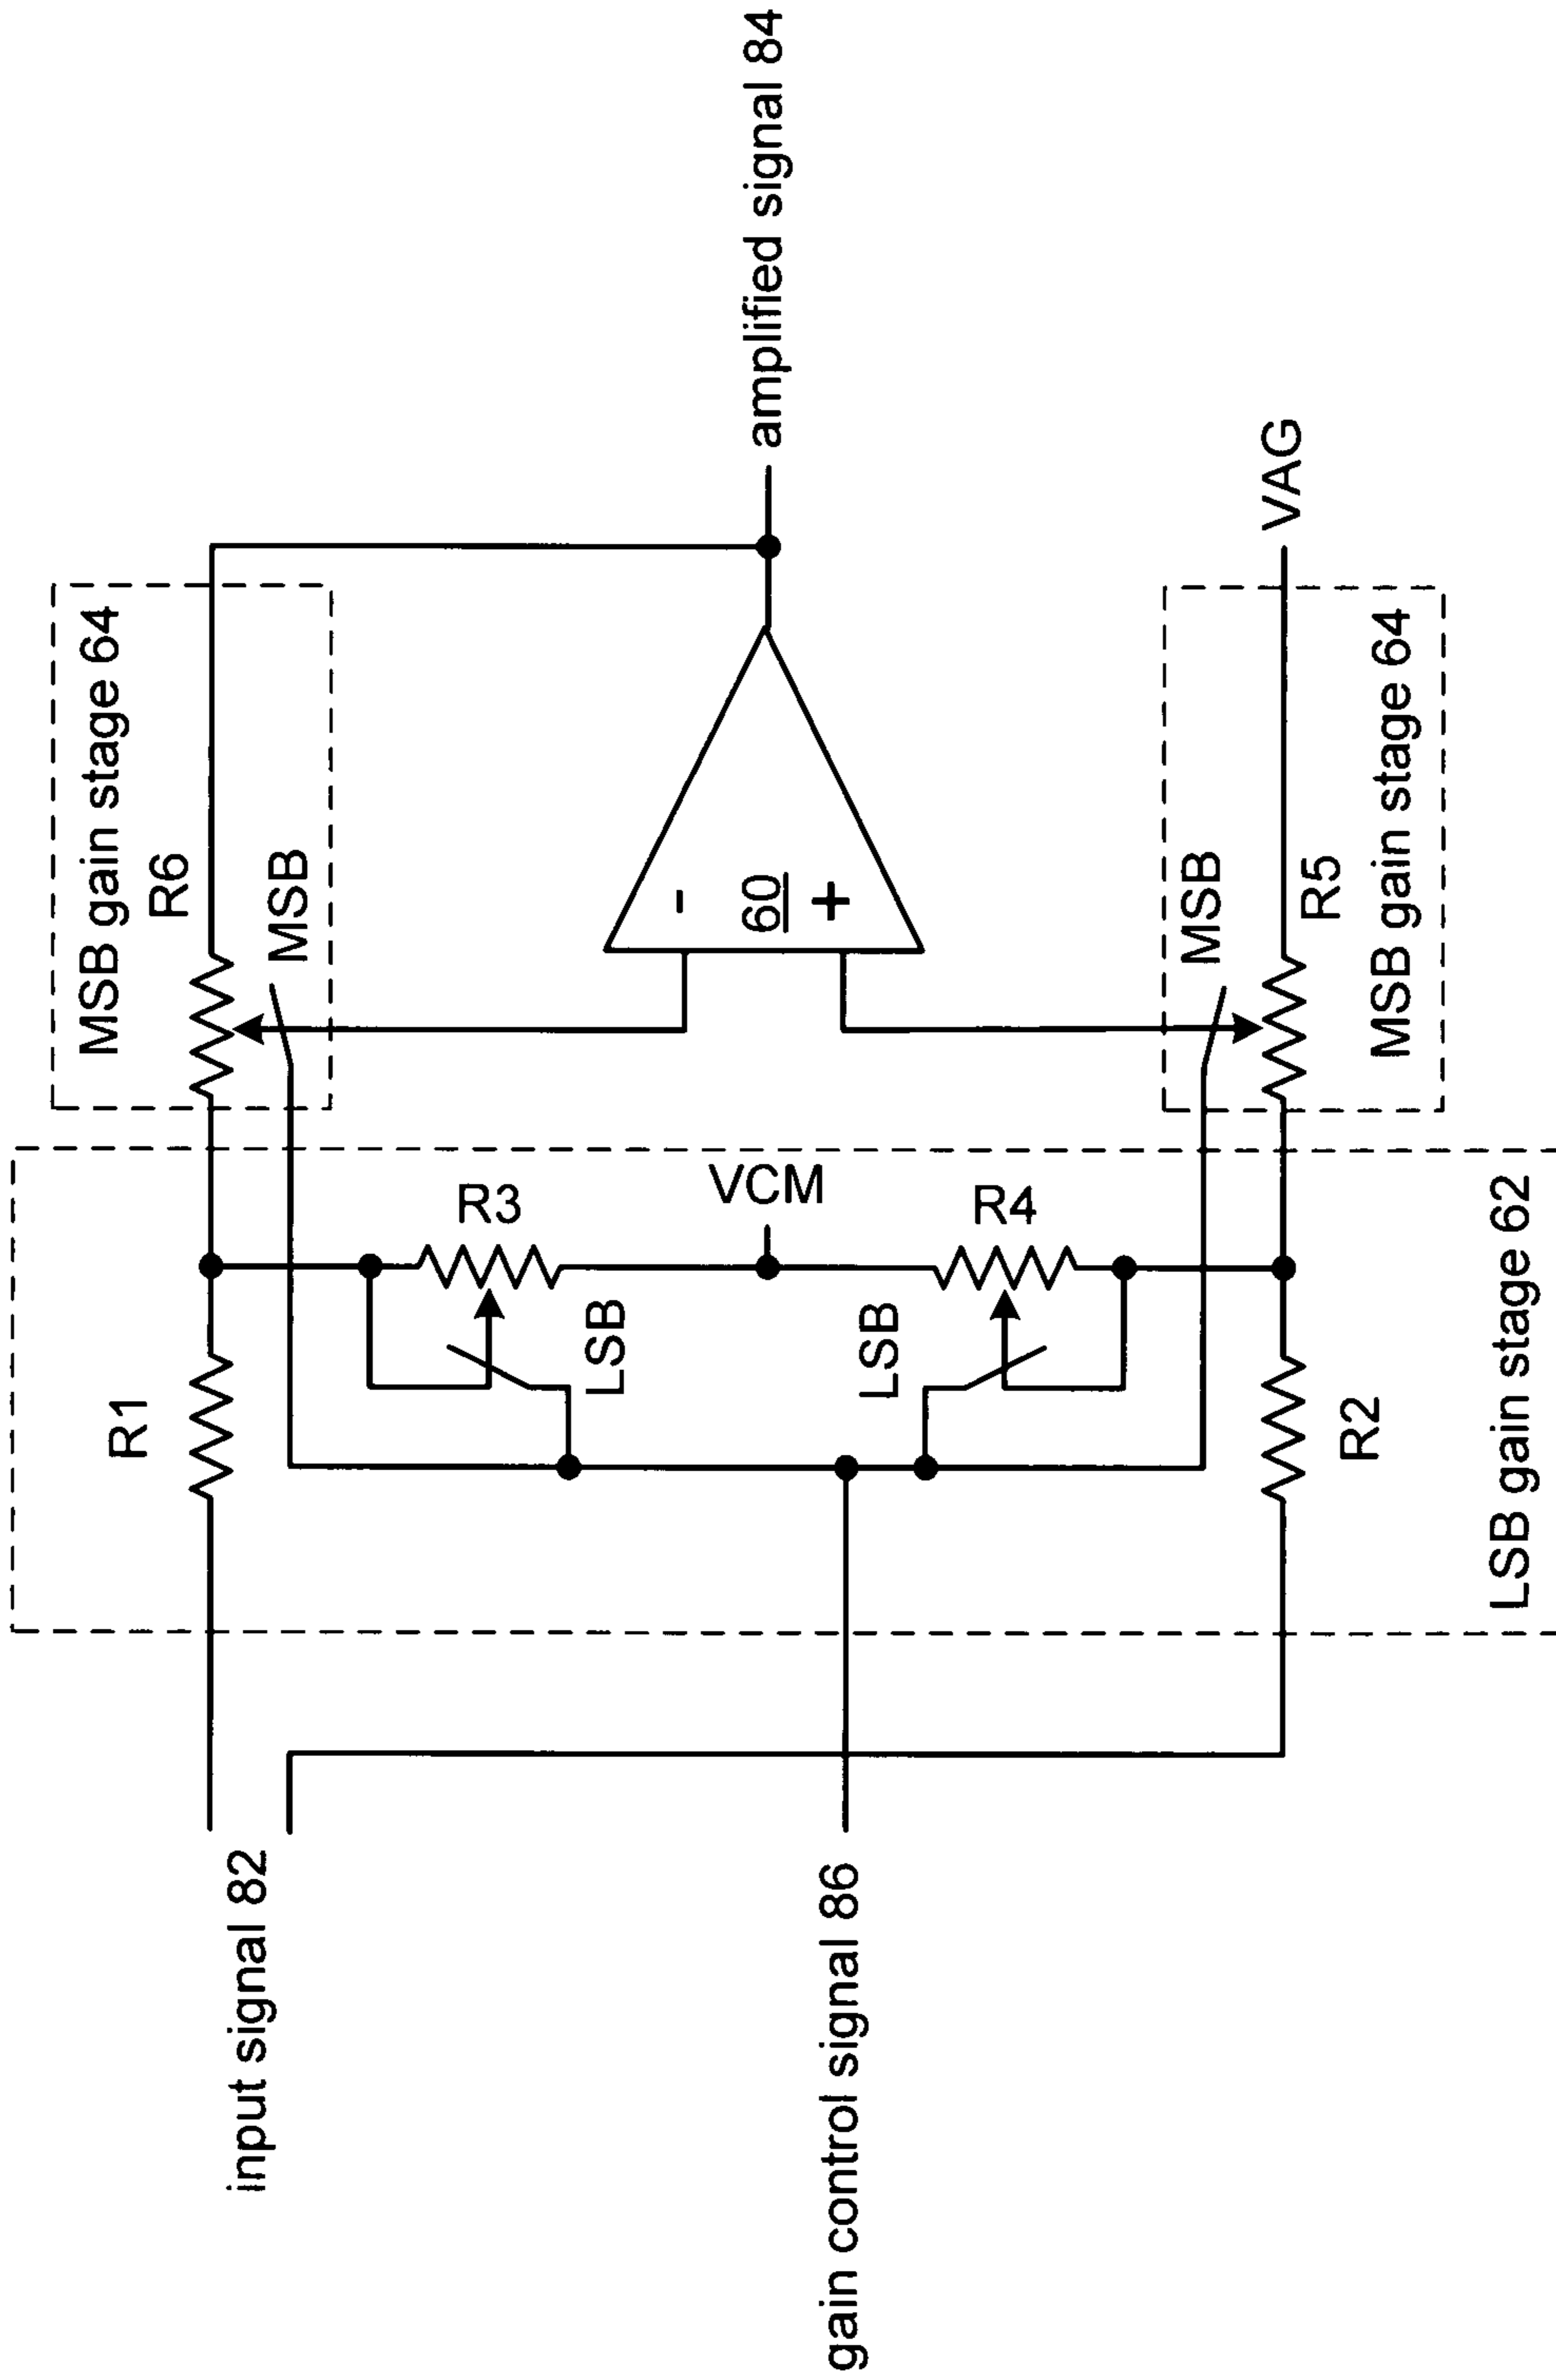 MSB gain stage 64
R6
MSB
R1
R3
LSB
VCM
input signal 82
-
60
+
amplified signal 84
gain control signal 86
R4
LSB
MSB
VAG
R5
R2
MSB gain stage 64
LSB gain stage 62